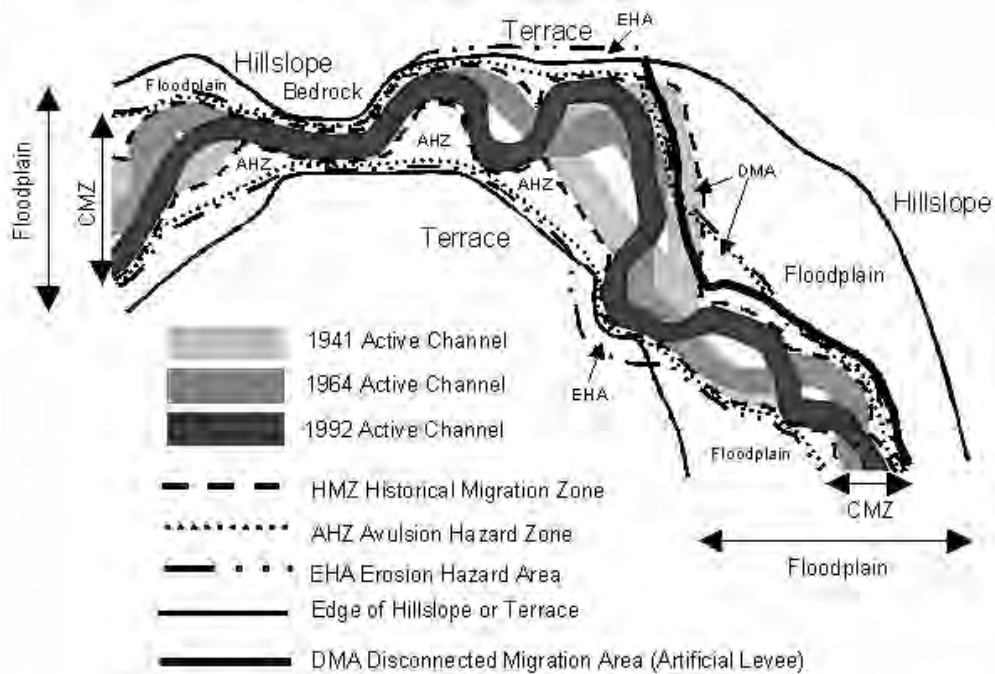 Terrace
EHA
Hillslope
Bedrock
Floodplain
Floodplain
CMZ
AHZ
AHZ
AHZ
DMA
Hillslope
Terrace
Floodplain
1941 Active Channel
1964 Active Channel
1992 Active Channel
EHA
Floodplain
CMZ
Floodplain
HMZ Historical Migration Zone
AHZ Avulsion Hazard Zone
EHA Erosion Hazard Area
Edge of Hillslope or Terrace
DMA Disconnected Migration Area (Artificial Levee)